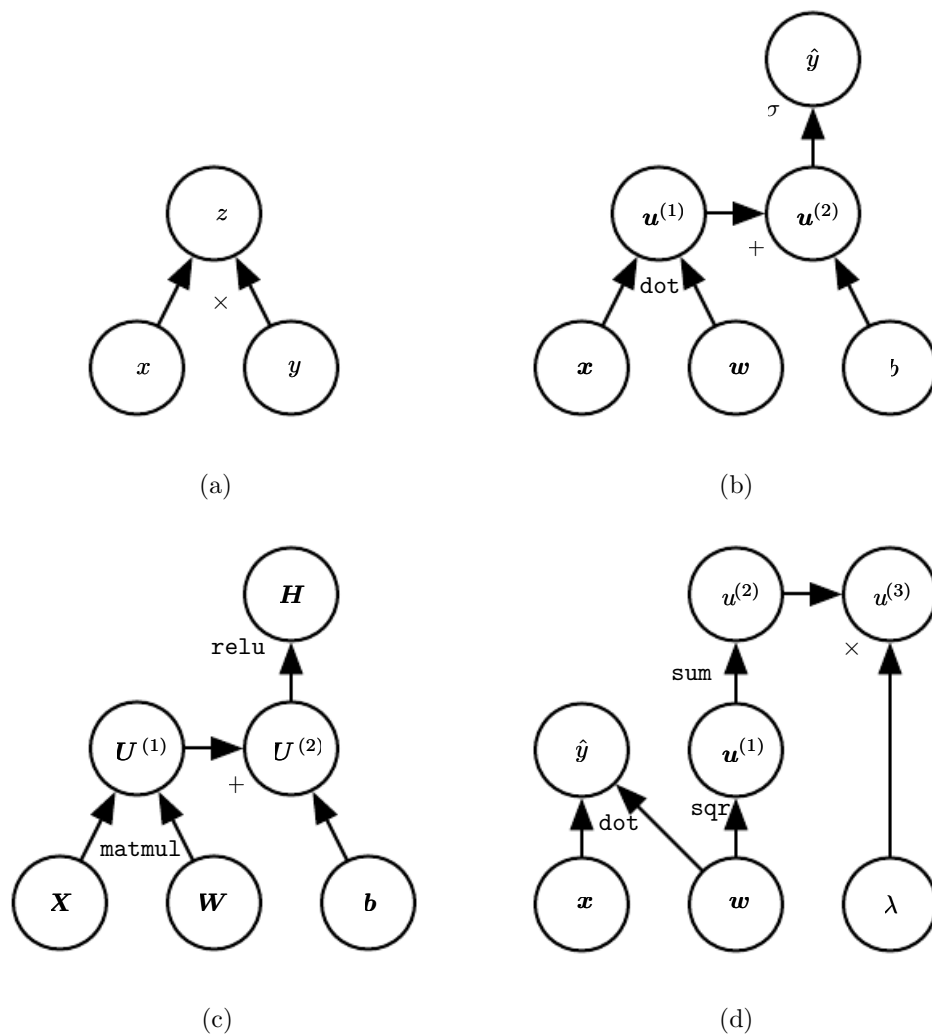 ŷ
σ
z
u^(1)
u^(2)
+
×
dot
x
y
x
w
b
(a)
(b)
H
u^(2)
u^(3)
relu
×
sum
U^(1)
U^(2)
ŷ
u^(1)
+
sqr
dot
matmul
X
W
b
x
w
λ
(c)
(d)